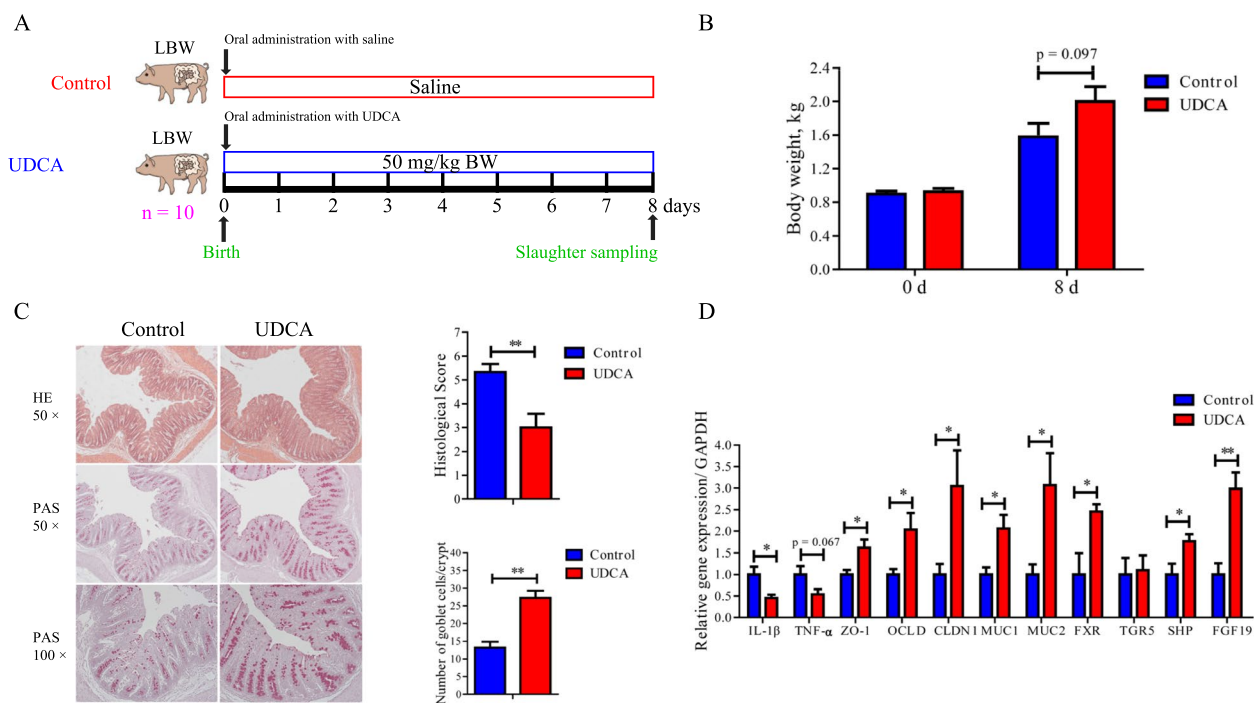 A
LBW
Control
Oral administration with saline
Saline
LBW
UDCA
Oral administration with UDCA
50 mg/kg BW
n = 10
0 1 2 3 4 5 6 7 8 days
Birth
Slaughter sampling
B
p = 0.097
Control
UDCA
Body weight, kg
2.4
2.0
1.6
1.2
0.8
0.4
0.0
0 d 8 d
C
Control UDCA
HE
50 ×
PAS
50 ×
PAS
100 ×
Histological Score
7
6
5
4
3
2
1
0
**
Control
UDCA
Number of goblet cells/crypt
40
35
30
25
20
15
10
5
0
**
Control
UDCA
D
Control
UDCA
Relative gene expression/ GAPDH
4.0
3.5
3.0
2.5
2.0
1.5
1.0
0.5
0.0
*
p = 0.067
*
*
*
*
*
*
*
**
IL-1β TNF-α ZO-1 OCLD CLDN1 MUC1 MUC2 FXR TGR5 SHP FGF19